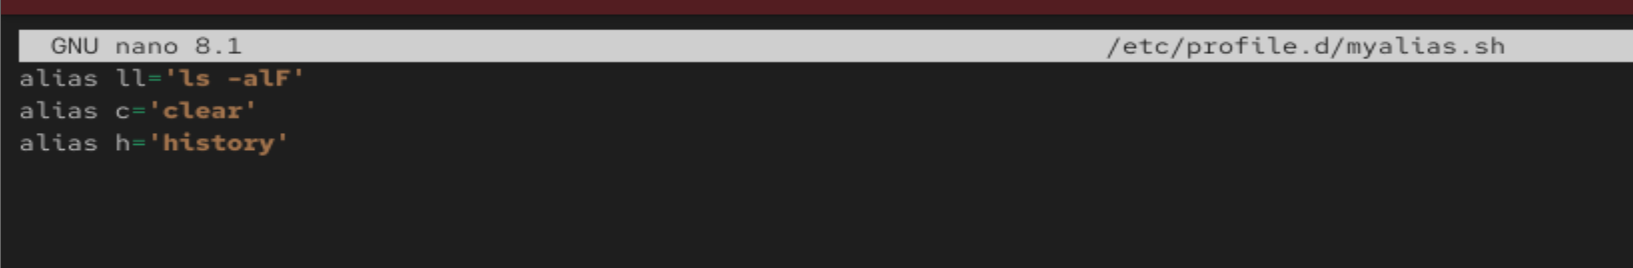 GNU nano 8.1 /etc/profile.d/myalias.sh
alias ll='ls -alF'
alias c='clear'
alias h='history'